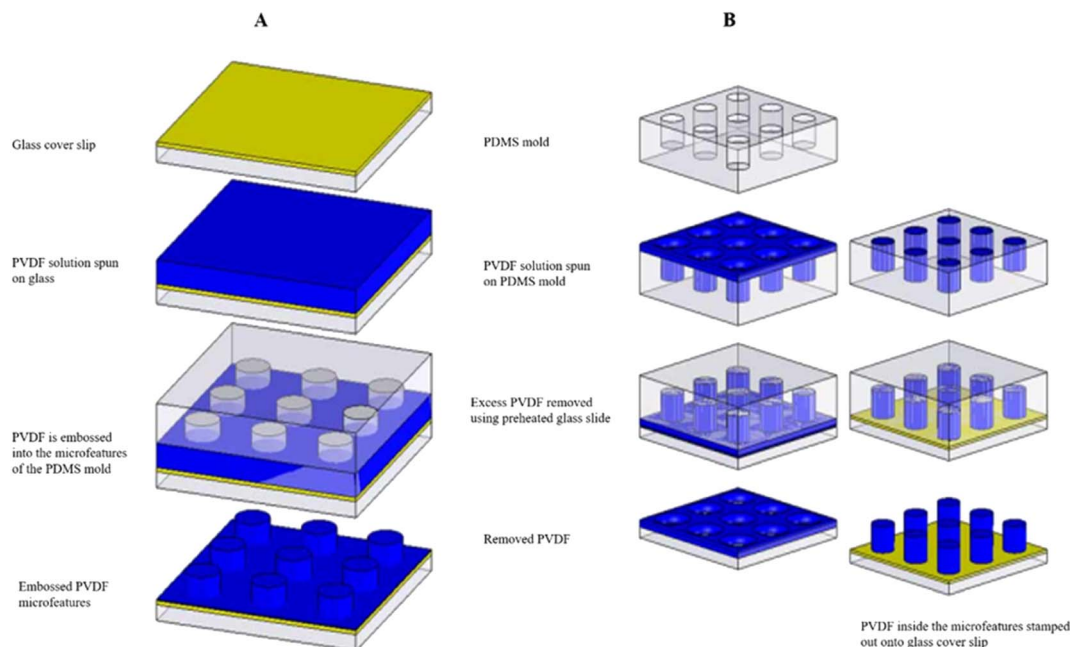 A
Glass cover slip
PVDF solution spun
on glass
PVDF is embossed
into the microfeatures
of the PDMS mold
Embossed PVDF
microfeatures
B
PDMS mold
PVDF solution spun
on PDMS mold
Excess PVDF removed
using preheated glass slide
Removed PVDF
PVDF inside the microfeatures stamped
out onto glass cover slip